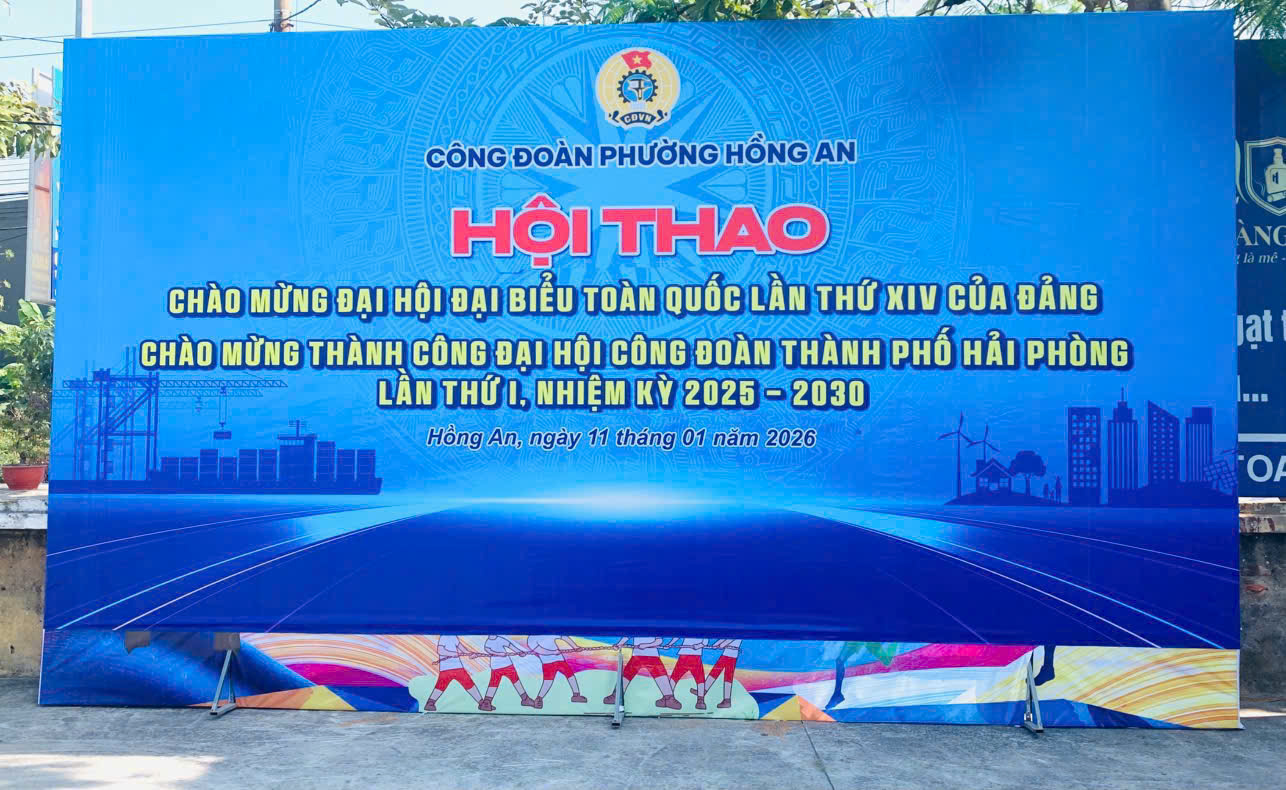 CĐVN
CÔNG ĐOÀN PHƯỜNG HỒNG AN
HỘI THAO
CHÀO MỪNG ĐẠI HỘI ĐẠI BIỂU TOÀN QUỐC LẦN THỨ XIV CỦA ĐẢNG
CHÀO MỪNG THÀNH CÔNG ĐẠI HỘI CÔNG ĐOÀN THÀNH PHỐ HẢI PHÒNG
LẦN THỨ I, NHIỆM KỲ 2025 – 2030
Hồng An, ngày 11 tháng 01 năm 2026
là mê -